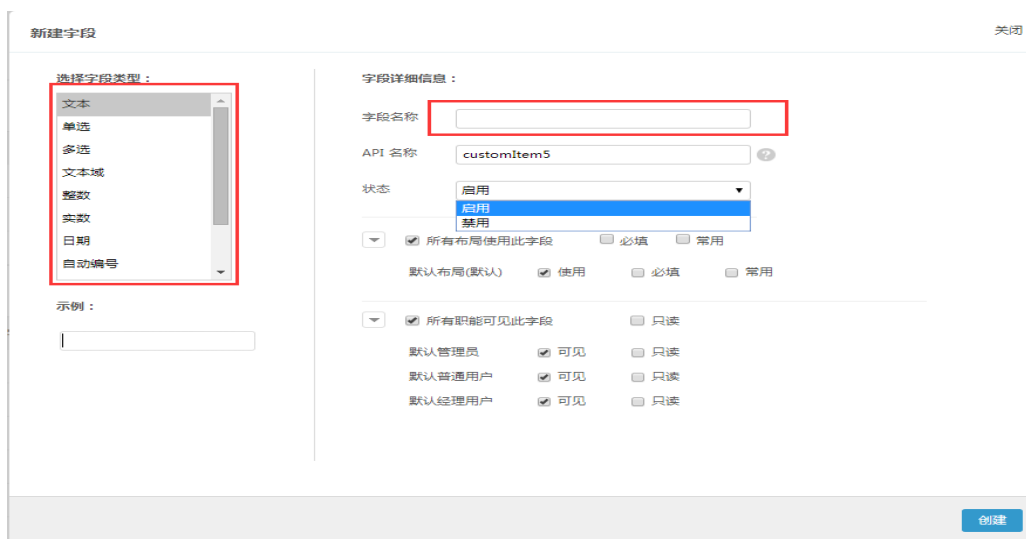 新建字段
关闭
选择字段类型：
文本
单选
多选
文本域
整数
实数
日期
自动编号
示例：
字段详细信息：
字段名称
API 名称 customItem5 ?
状态 启用
启用
禁用
所有布局使用此字段 必填 常用
默认布局(默认) 使用 必填 常用
所有职能可见此字段 只读
默认管理员 可见 只读
默认普通用户 可见 只读
默认经理用户 可见 只读
创建